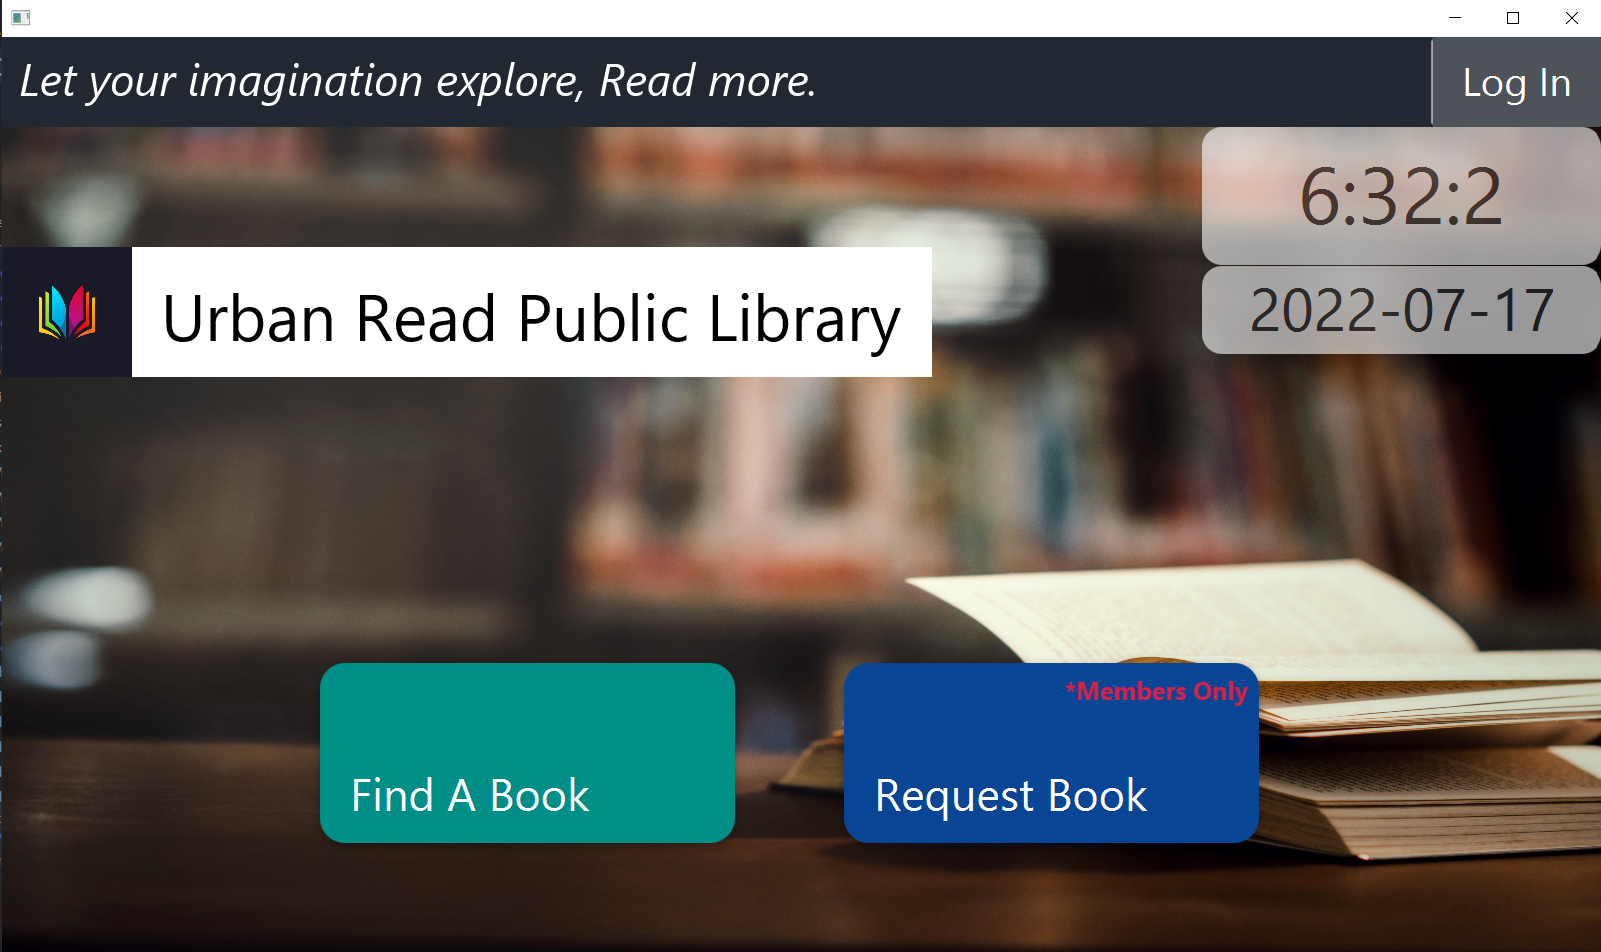 Let your imagination explore, Read more.
Log In
6:32:2
2022-07-17
Urban Read Public Library
Find A Book
*Members Only
Request Book